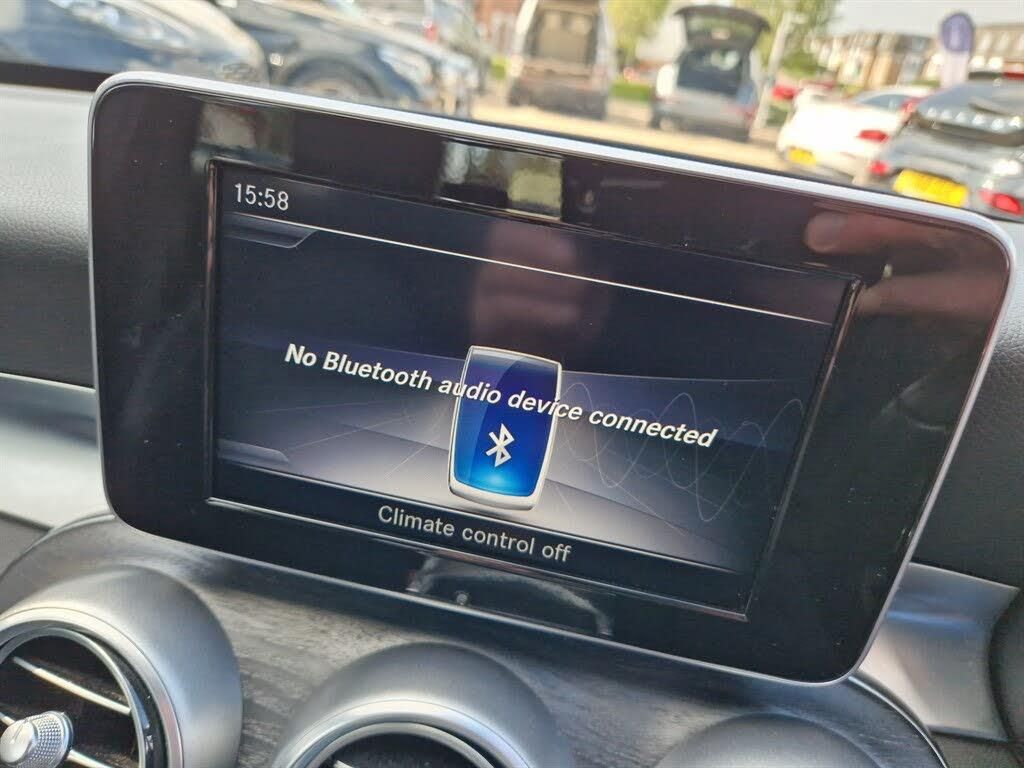 15:58
No Bluetooth audio device connected
Climate control off